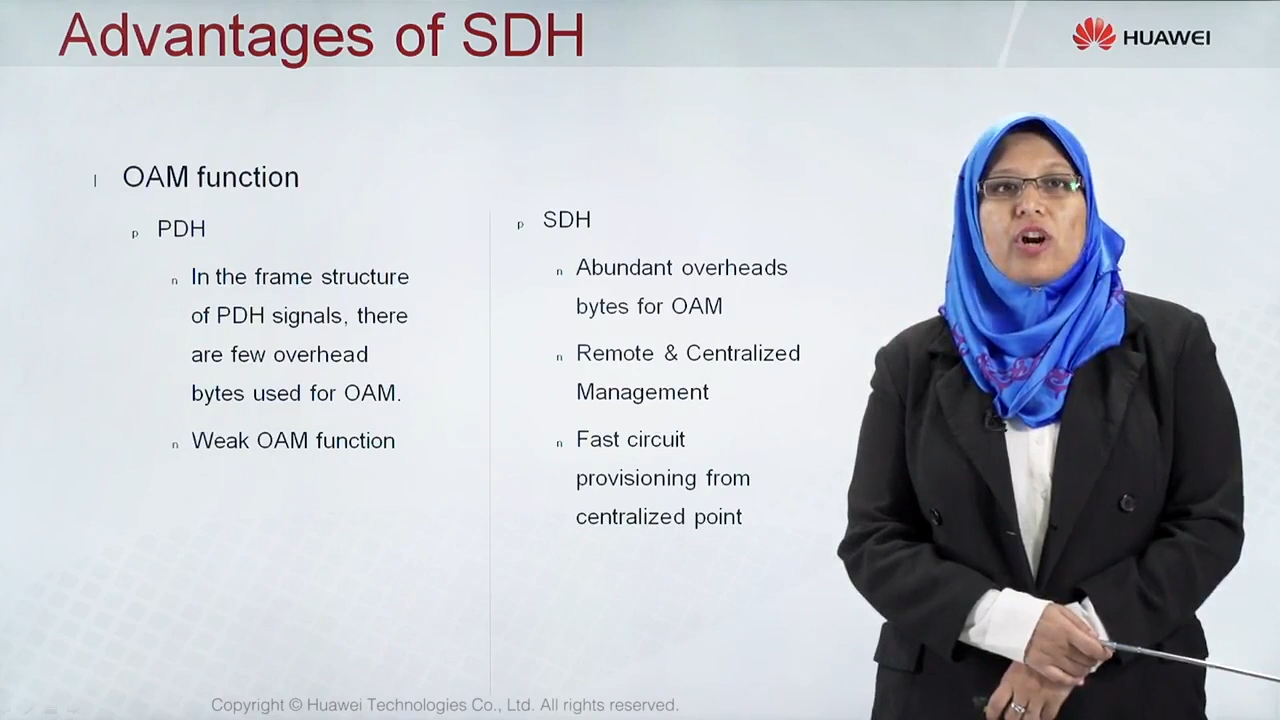 Advantages of SDH
HUAWEI
l OAM function
p PDH
n In the frame structure
of PDH signals, there
are few overhead
bytes used for OAM.
n Weak OAM function
p SDH
n Abundant overheads
bytes for OAM
n Remote & Centralized
Management
n Fast circuit
provisioning from
centralized point
Copyright © Huawei Technologies Co., Ltd. All rights reserved.